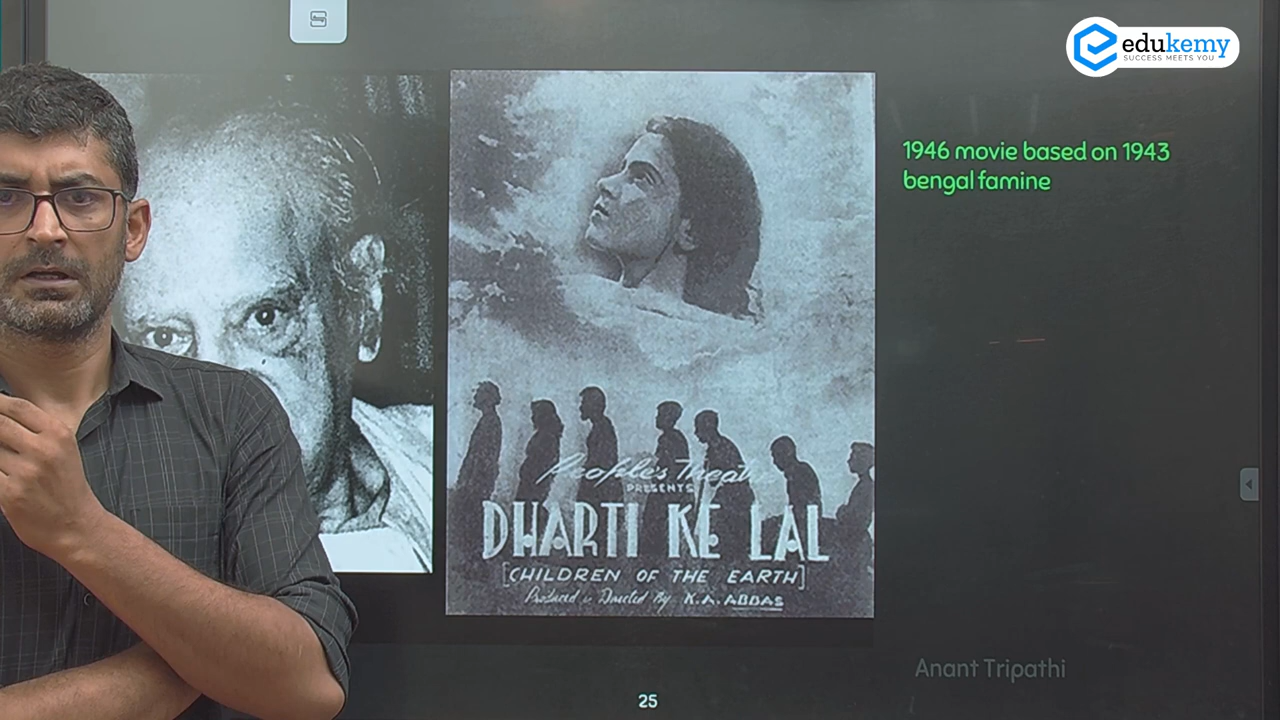 edukemy
SUCCESS MEETS YOU
1946 movie based on 1943
bengal famine
People's Theatre
PRESENTS
DHARTI KE LAL
[CHILDREN OF THE EARTH]
Produced & Directed By K.A. ABBAS
Anant Tripathi
25